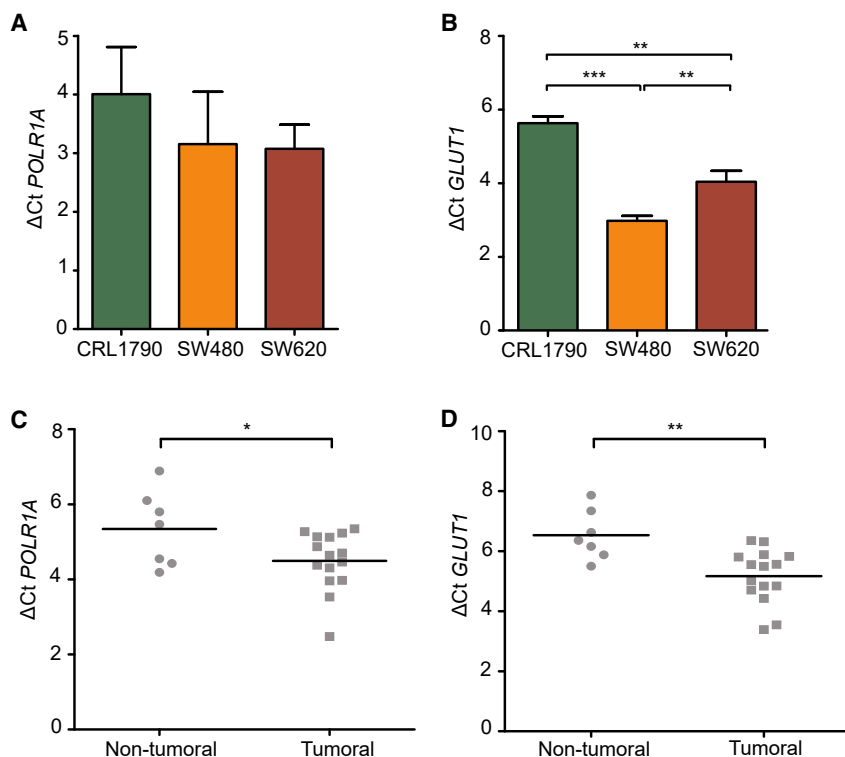 A
5
4
3
2
1
0
ΔCt POLR1A
CRL1790 SW480 SW620
B
8
6
4
2
0
ΔCt GLUT1
**
*** **
CRL1790 SW480 SW620
C
8
6
4
2
0
ΔCt POLR1A
*
Non-tumoral Tumoral
D
10
8
6
4
2
0
ΔCt GLUT1
**
Non-tumoral Tumoral